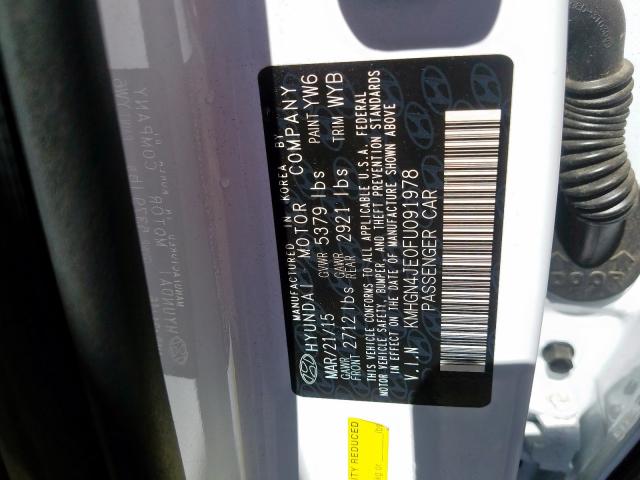 MANUFACTURED IN KOREA BY
HYUNDAI MOTOR COMPANY
MAR/21/15 GVWR 5379 lbs PAINT YW6
GAWR FRONT 2712 lbs GAWR REAR 2921 lbs TRIM WYB
THIS VEHICLE CONFORMS TO ALL APPLICABLE U.S.A. FEDERAL
MOTOR VEHICLE SAFETY, BUMPER, AND THEFT PREVENTION STANDARDS
IN EFFECT ON THE DATE OF MANUFACTURE SHOWN ABOVE
V.I.N KMHGN4JE0FU091978
PASSENGER CAR
ITY REDUCED